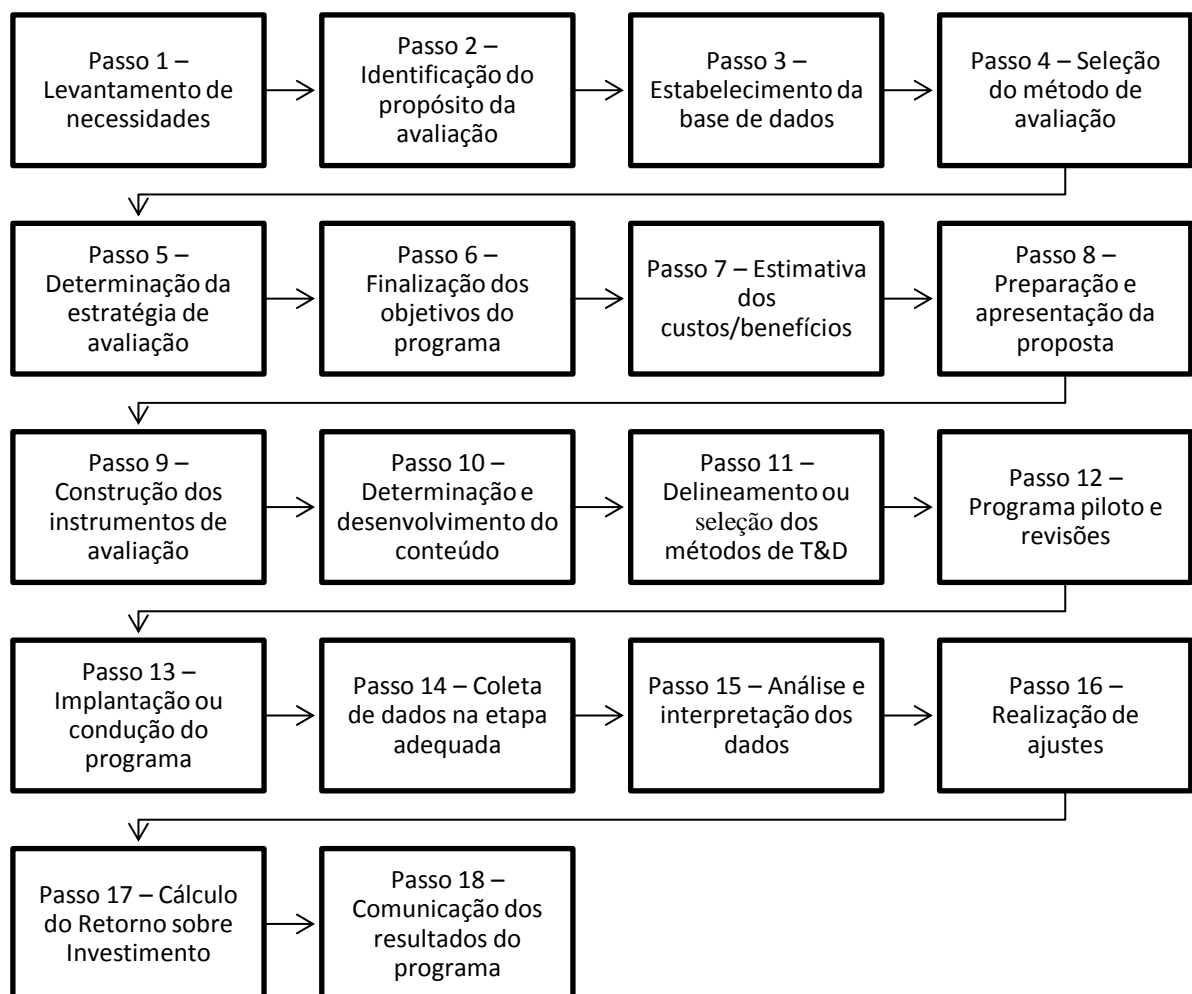 Passo 1 –
Levantamento de
necessidades
Passo 2 –
Identificação do
propósito da
avaliação
Passo 3 –
Estabelecimento da
base de dados
Passo 4 – Seleção
do método de
avaliação
Passo 5 –
Determinação da
estratégia de
avaliação
Passo 6 –
Finalização dos
objetivos do
programa
Passo 7 – Estimativa
dos
custos/benefícios
Passo 8 –
Preparação e
apresentação da
proposta
Passo 9 –
Construção dos
instrumentos de
avaliação
Passo 10 –
Determinação e
desenvolvimento do
conteúdo
Passo 11 –
Delineamento ou
seleção dos
métodos de T&D
Passo 12 –
Programa piloto e
revisões
Passo 13 –
Implantação ou
condução do
programa
Passo 14 – Coleta
de dados na etapa
adequada
Passo 15 – Análise e
interpretação dos
dados
Passo 16 –
Realização de
ajustes
Passo 17 – Cálculo
do Retorno sobre
Investimento
Passo 18 –
Comunicação dos
resultados do
programa